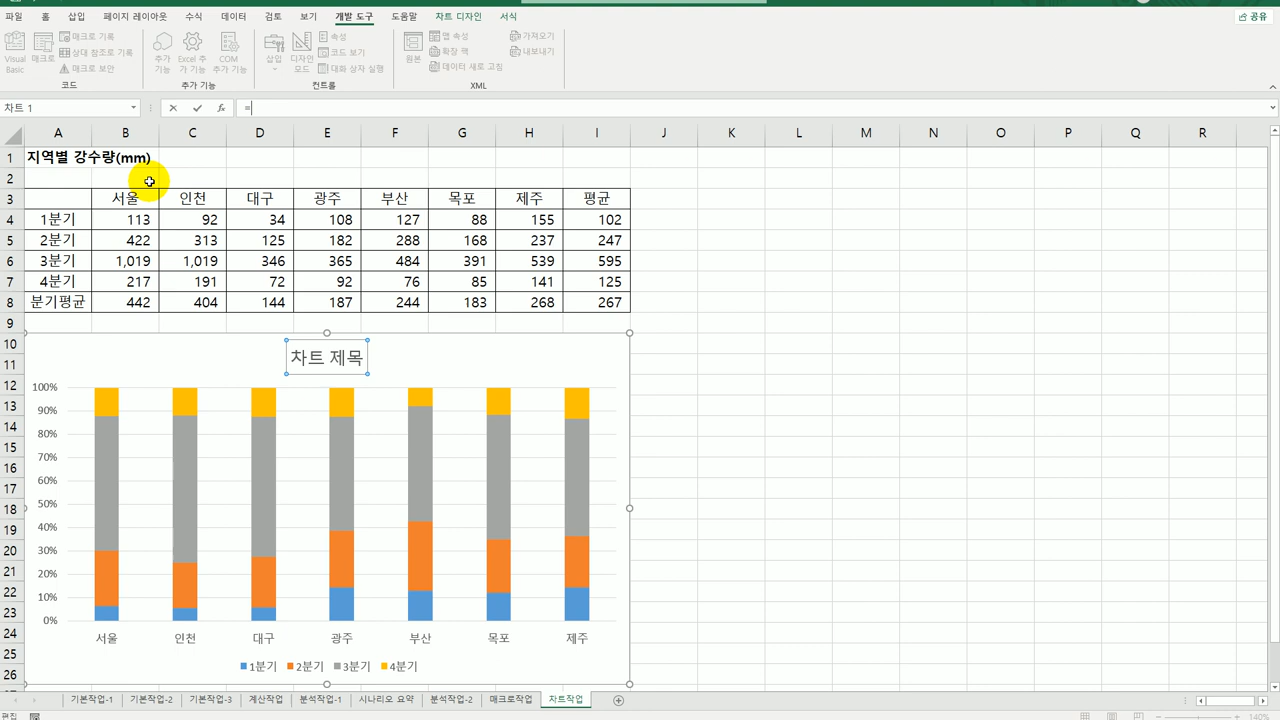 파일 홈 삽입 페이지 레이아웃 수식 데이터 검토 보기 개발 도구 도움말 차트 디자인 서식 공유
Visual Basic
매크로
매크로 기록
상대 참조로 기록
매크로 보안
코드
추가 기능
Excel 추가 기능
COM 추가 기능
추가 기능
삽입
디자인 모드
속성
코드 보기
대화 상자 실행
컨트롤
원본
맵 속성
확장 팩
데이터 새로 고침
가져오기
내보내기
XML
차트 1 fx =
A B C D E F G H I J K L M N O P Q R
1 지역별 강수량(mm)
2
3 서울 인천 대구 광주 부산 목포 제주 평균
4 1분기 113 92 34 108 127 88 155 102
5 2분기 422 313 125 182 288 168 237 247
6 3분기 1,019 1,019 346 365 484 391 539 595
7 4분기 217 191 72 92 76 85 141 125
8 분기평균 442 404 144 187 244 183 268 267
9
10
11
12
13
14
15
16
17
18
19
20
21
22
23
24
25
26
차트 제목
100%
90%
80%
70%
60%
50%
40%
30%
20%
10%
0%
서울 인천 대구 광주 부산 목포 제주
1분기 2분기 3분기 4분기
기본작업-1 기본작업-2 기본작업-3 계산작업 분석작업-1 시나리오 요약 분석작업-2 매크로작업 차트작업
편집 140%